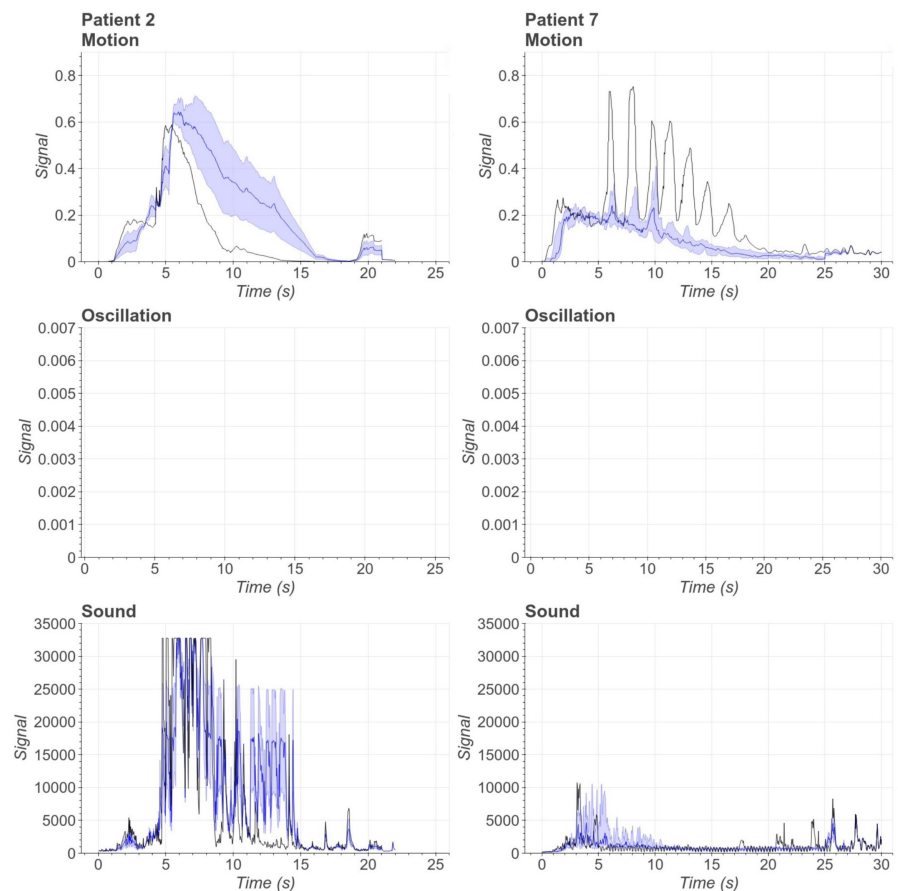 Patient 2
Motion
0.8
0.6
0.4
0.2
0
Signal
0 5 10 15 20 25
Time (s)
Patient 7
Motion
0.8
0.6
0.4
0.2
0
Signal
0 5 10 15 20 25 30
Time (s)
Oscillation
0.007
0.006
0.005
0.004
0.003
0.002
0.001
0
Signal
0 5 10 15 20 25
Time (s)
Oscillation
0.007
0.006
0.005
0.004
0.003
0.002
0.001
0
Signal
0 5 10 15 20 25 30
Time (s)
Sound
35000
30000
25000
20000
15000
10000
5000
0
Signal
0 5 10 15 20 25
Time (s)
Sound
35000
30000
25000
20000
15000
10000
5000
0
Signal
0 5 10 15 20 25 30
Time (s)